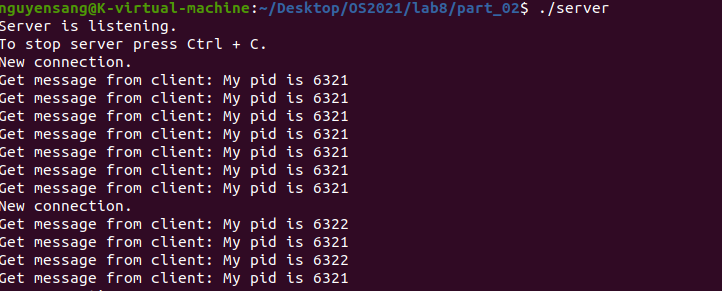 nguyensang@K-virtual-machine:~/Desktop/OS2021/lab8/part_02$ ./server
Server is listening.
To stop server press Ctrl + C.
New connection.
Get message from client: My pid is 6321
Get message from client: My pid is 6321
Get message from client: My pid is 6321
Get message from client: My pid is 6321
Get message from client: My pid is 6321
Get message from client: My pid is 6321
Get message from client: My pid is 6321
New connection.
Get message from client: My pid is 6322
Get message from client: My pid is 6321
Get message from client: My pid is 6322
Get message from client: My pid is 6321